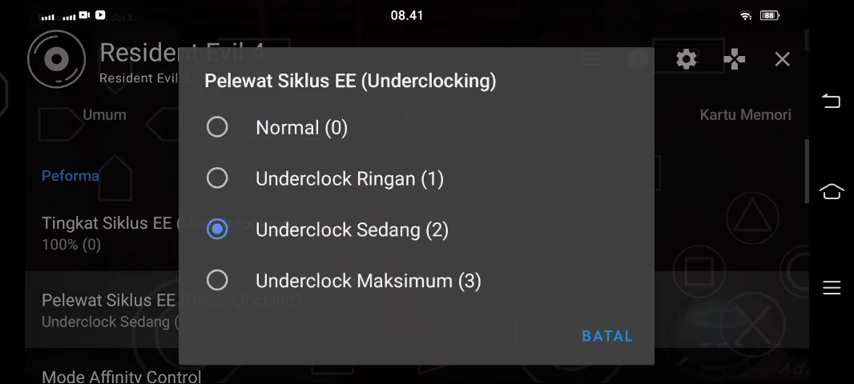 08.41
88
Resident Evil 4
Resident Evil
Umum
Kartu Memori
Peforma
Tingkat Siklus EE (
100% (0)
Pelewat Siklus EE
Underclock Sedang (
Mode Affinity Control
Pelewat Siklus EE (Underclocking)
Normal (0)
Underclock Ringan (1)
Underclock Sedang (2)
Underclock Maksimum (3)
BATAL